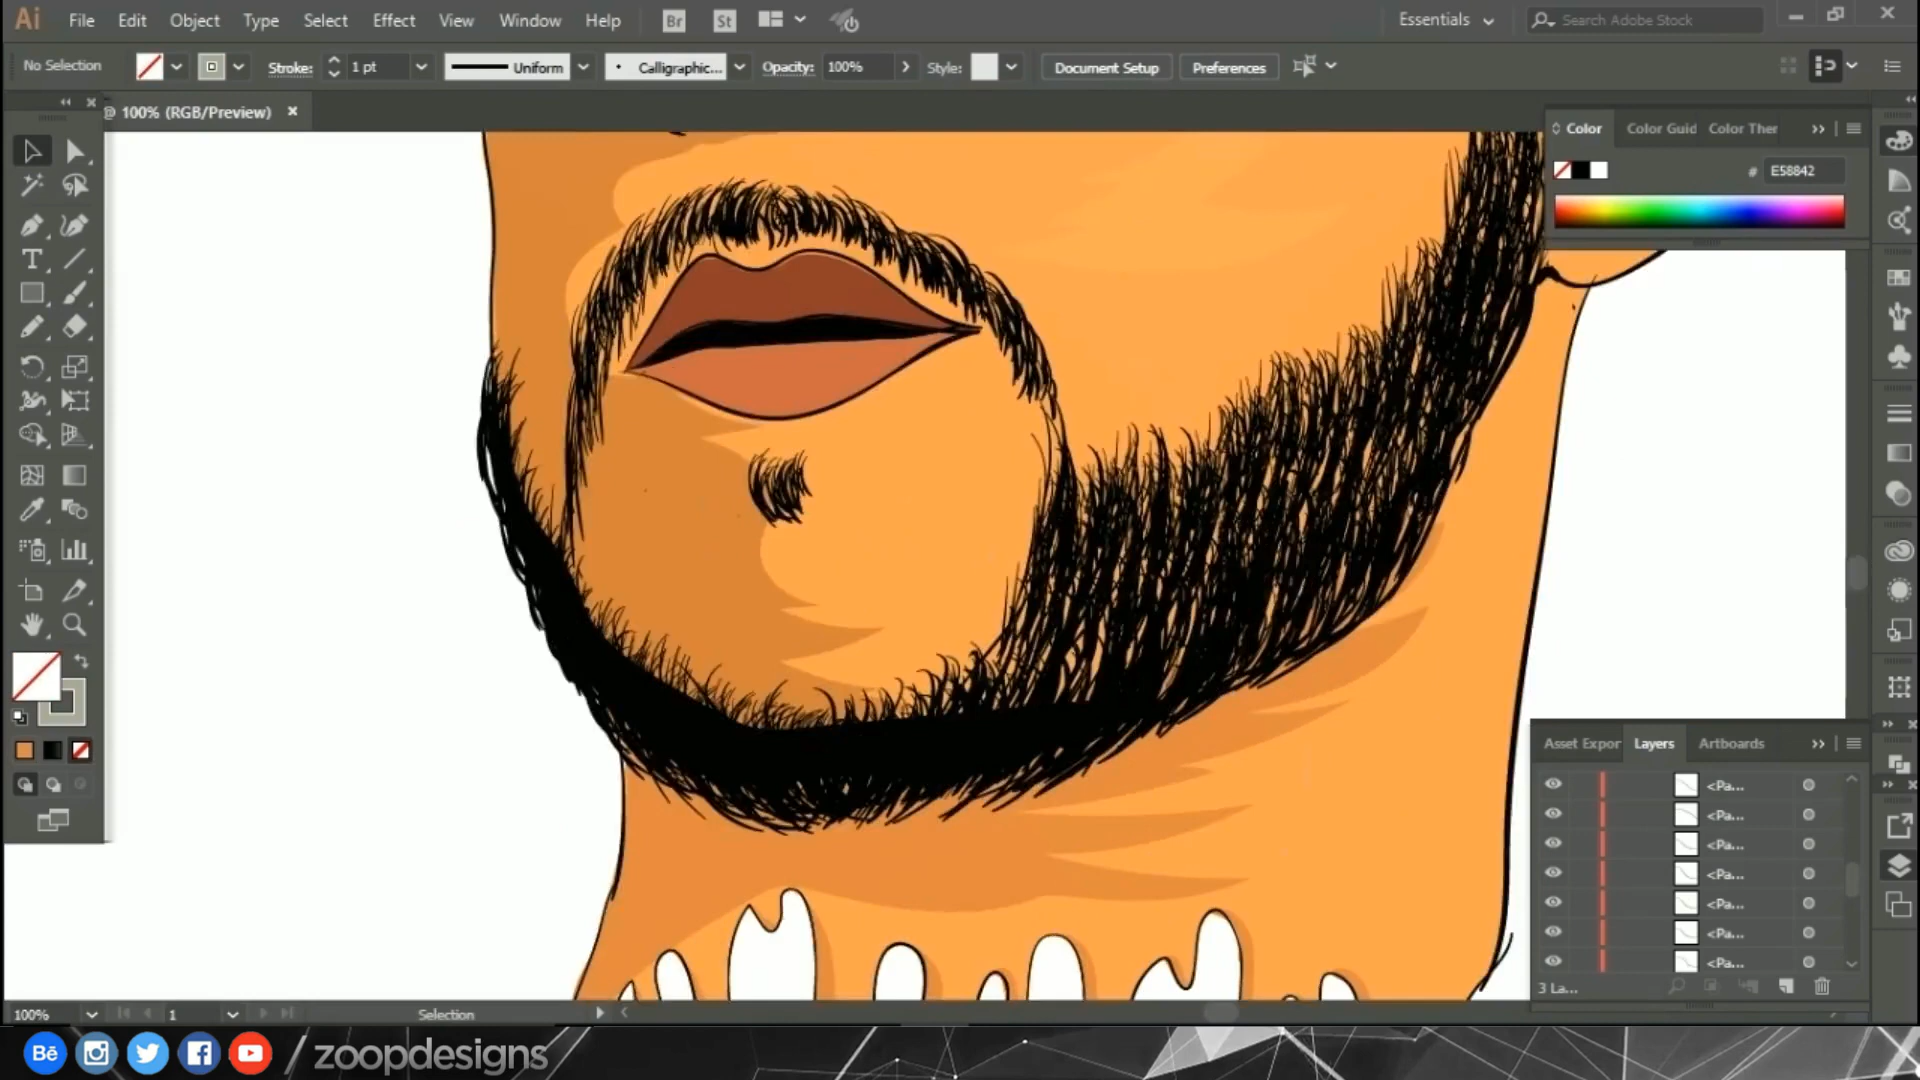 Ai File Edit Object Type Select Effect View Window Help Br St Essentials Search Adobe Stock
No Selection Stroke: 1 pt Uniform Calligraphic... Opacity: 100% Style: Document Setup Preferences
@ 100% (RGB/Preview)
Color Color Guid Color Ther
# E58842
Asset Expor Layers Artboards
<Pa...
<Pa...
<Pa...
<Pa...
<Pa...
<Pa...
<Pa...
3 La...
100% 1 Selection
Bē / zoopdesigns